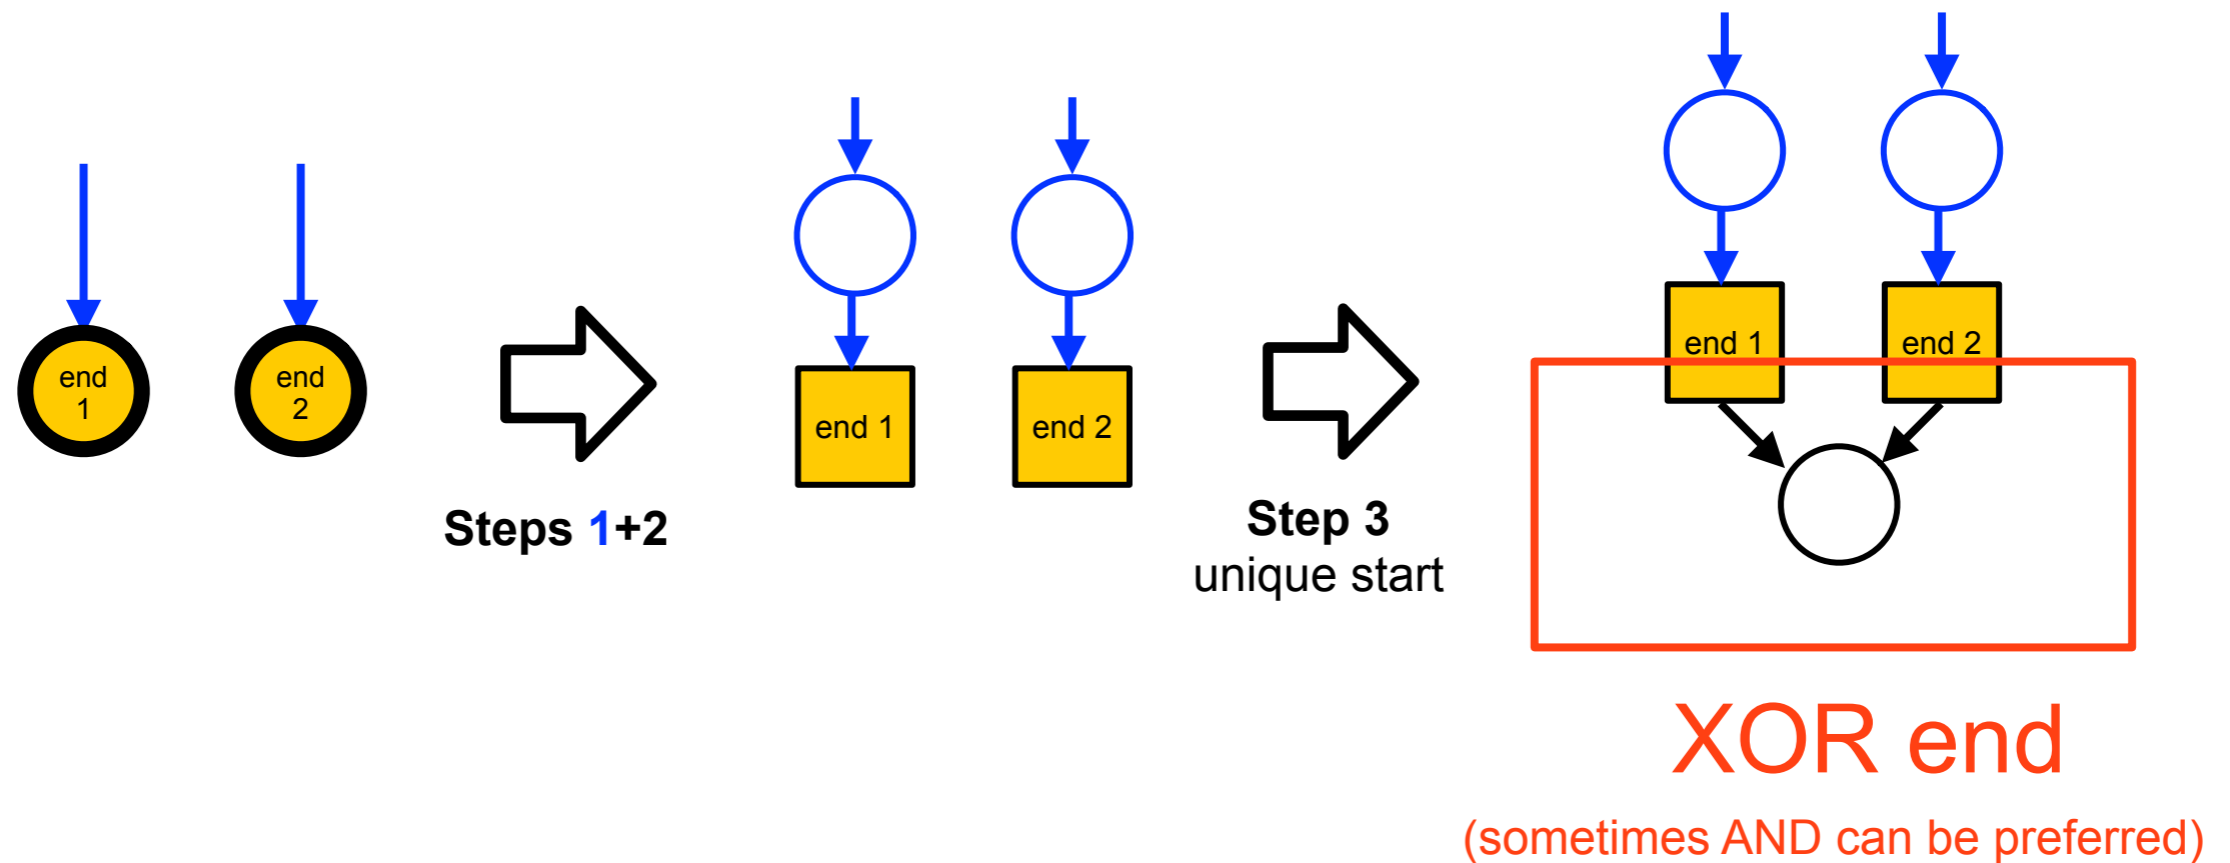 end
1
end
2
Steps 1+2
end 1
end 2
Step 3
unique start
end 1
end 2
XOR end
(sometimes AND can be preferred)